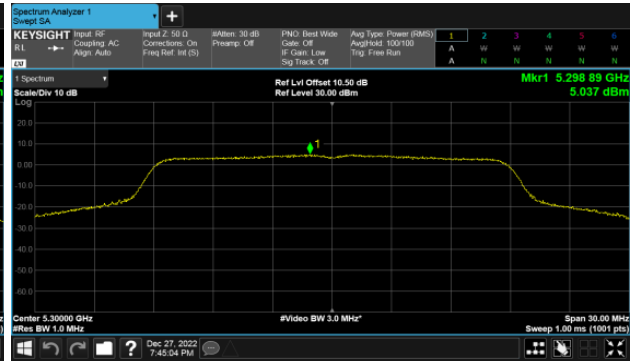 Spectrum Analyzer 1
Swept SA
KEYSIGHT Input: RF Input Z: 50 Ω #Atten: 30 dB PNO: Best Wide Avg Type: Power (RMS) 1 2 3 4 5 6
RL Coupling: AC Corrections: On Preamp: Off Gate: Off Avg|Hold: 100/100 A W W W W W
Align: Auto Freq Ref: Int (S) IF Gain: Low Trig: Free Run
Sig Track: Off A N N N N N
LXI
1 Spectrum Ref Lvl Offset 10.50 dB Mkr1 5.298 89 GHz
Scale/Div 10 dB Ref Level 30.00 dBm 5.037 dBm
Log
20.0
10.0
1
0.00
-10.0
-20.0
-30.0
-40.0
-50.0
-60.0
Center 5.30000 GHz #Video BW 3.0 MHz* Span 30.00 MHz
#Res BW 1.0 MHz Sweep 1.00 ms (1001 pts)
? Dec 27, 2022
7:45:04 PM